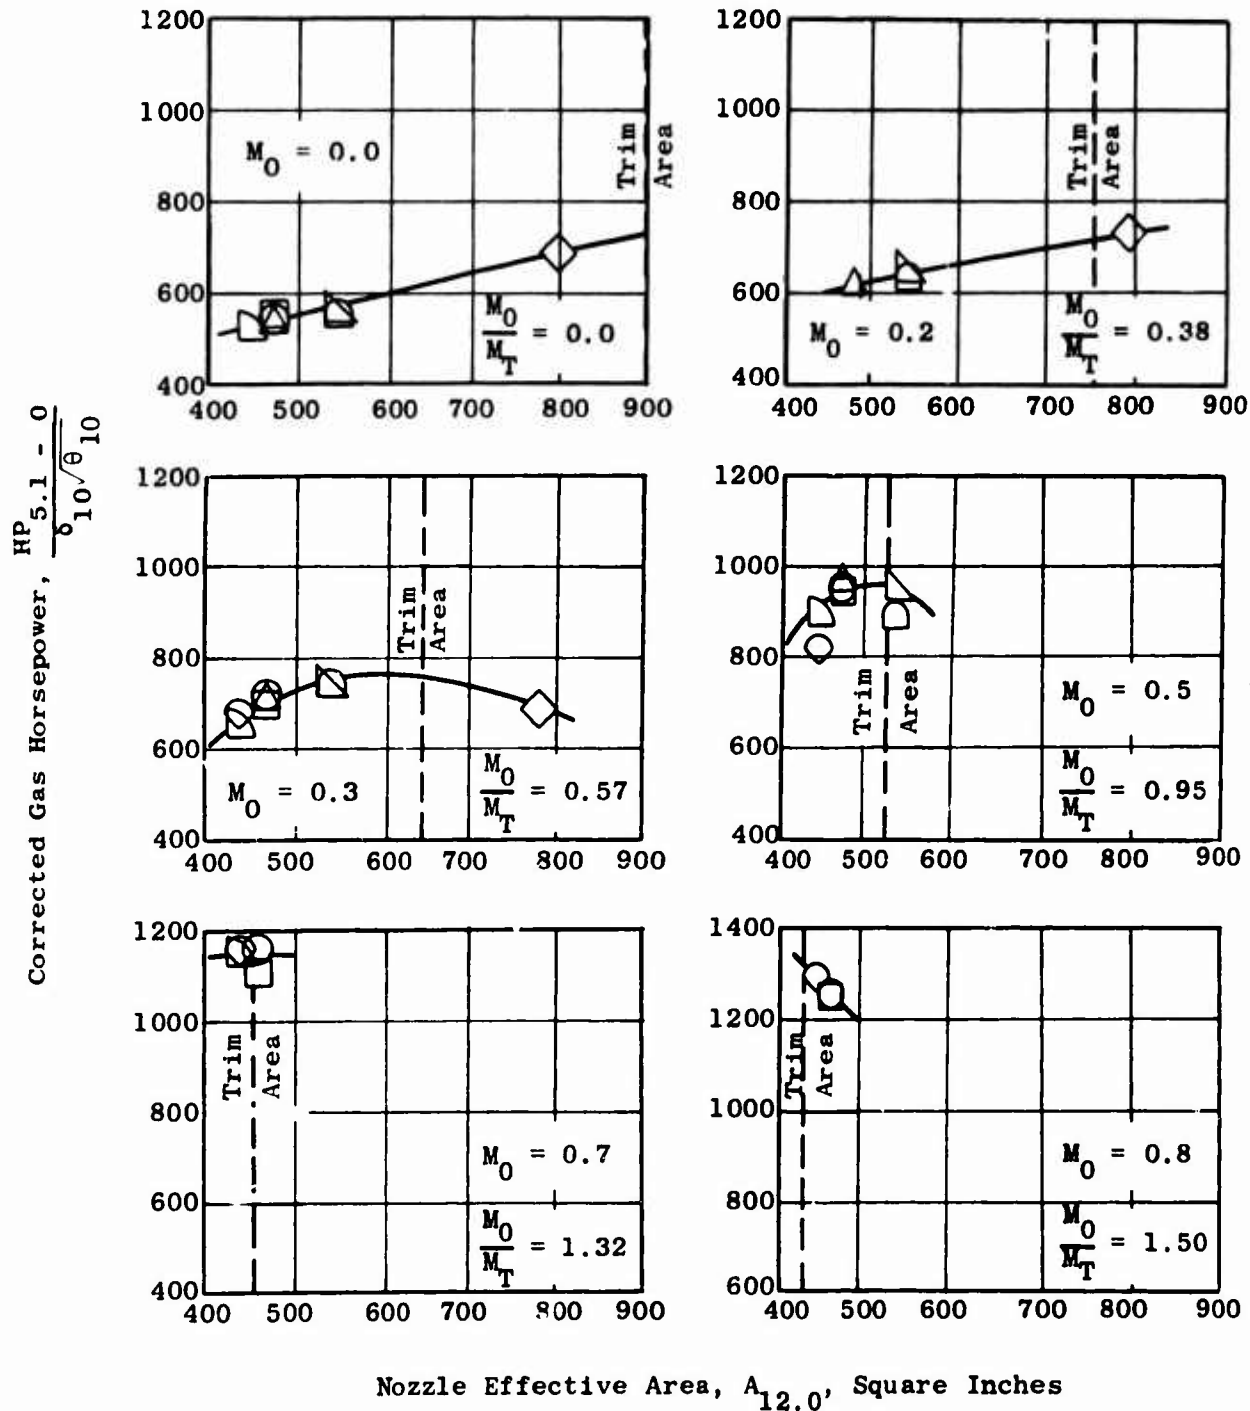 Corrected Gas Horsepower, HP5.1 - 0 / δ10√θ10
1200
1000
800
600
400
400 500 600 700 800 900
M0 = 0.0
M0/MT = 0.0
Trim Area
1200
1000
800
600
400
400 500 600 700 800 900
M0 = 0.2
M0/MT = 0.38
Trim Area
1200
1000
800
600
400
400 500 600 700 800 900
M0 = 0.3
M0/MT = 0.57
Trim Area
1200
1000
800
600
400
400 500 600 700 800 900
M0 = 0.5
M0/MT = 0.95
Trim Area
1200
1000
800
600
400
400 500 600 700 800 900
M0 = 0.7
M0/MT = 1.32
Trim Area
1400
1200
1000
800
600
400 500 600 700 800 900
M0 = 0.8
M0/MT = 1.50
Trim Area
Nozzle Effective Area, A12.0, Square Inches